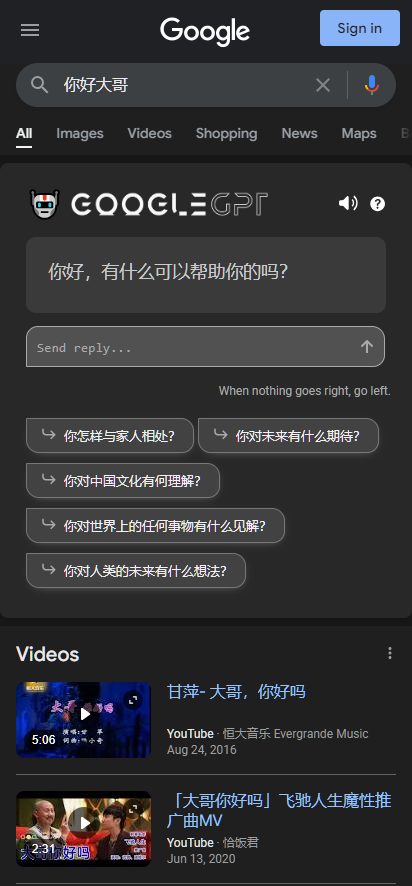 Google
Sign in
你好大哥
All Images Videos Shopping News Maps
GOOGLEGPT
你好，有什么可以帮助你的吗?
Send reply...
When nothing goes right, go left.
你怎样与家人相处?
你对未来有什么期待?
你对中国文化有何理解?
你对世界上的任何事物有什么见解?
你对人类的未来有什么想法?
Videos
5:06
甘萍- 大哥，你好吗
YouTube · 恒大音乐 Evergrande Music
Aug 24, 2016
2:31
大哥你好吗
「大哥你好吗」飞驰人生魔性推
广曲MV
YouTube · 恰饭君
Jun 13, 2020